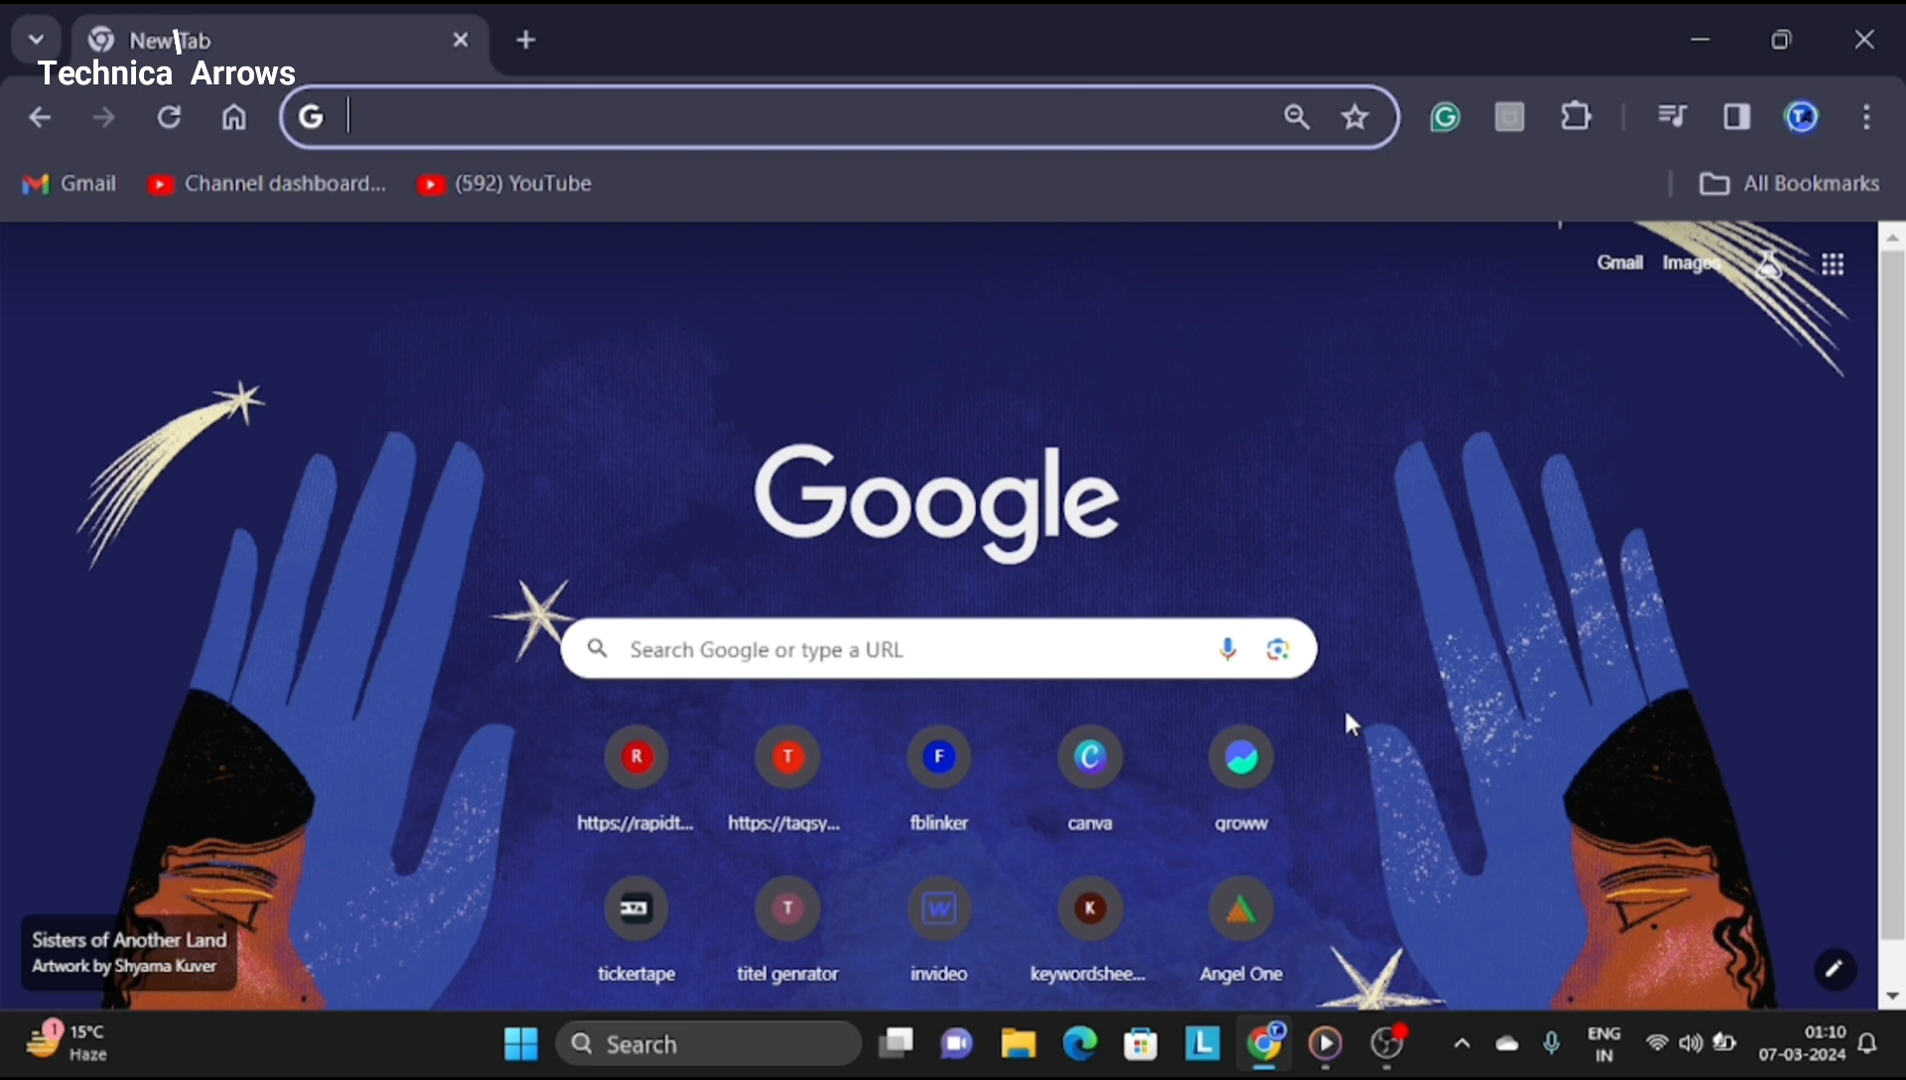 New Tab
Technica Arrows
Gmail
Channel dashboard...
(592) YouTube
All Bookmarks
Gmail
Images
Google
Search Google or type a URL
R
T
F
https://rapidt...
https://tagsy...
fblinker
canva
groww
T
W
K
tickertape
titel genrator
invideo
keywordshee...
Angel One
Sisters of Another Land
Artwork by Shyama Kuver
1
15°C
Haze
Search
L
ENG
IN
01:10
07-03-2024